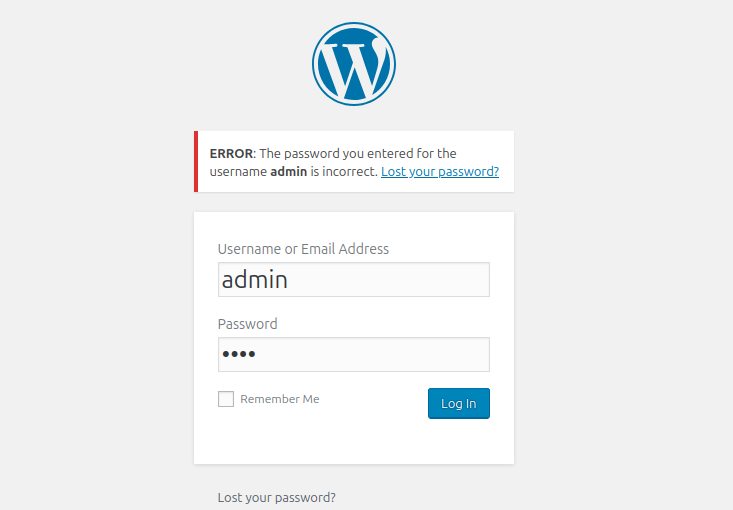 ERROR: The password you entered for the
username admin is incorrect. Lost your password?
Username or Email Address
admin
Password
••••
Remember Me
Log In
Lost your password?